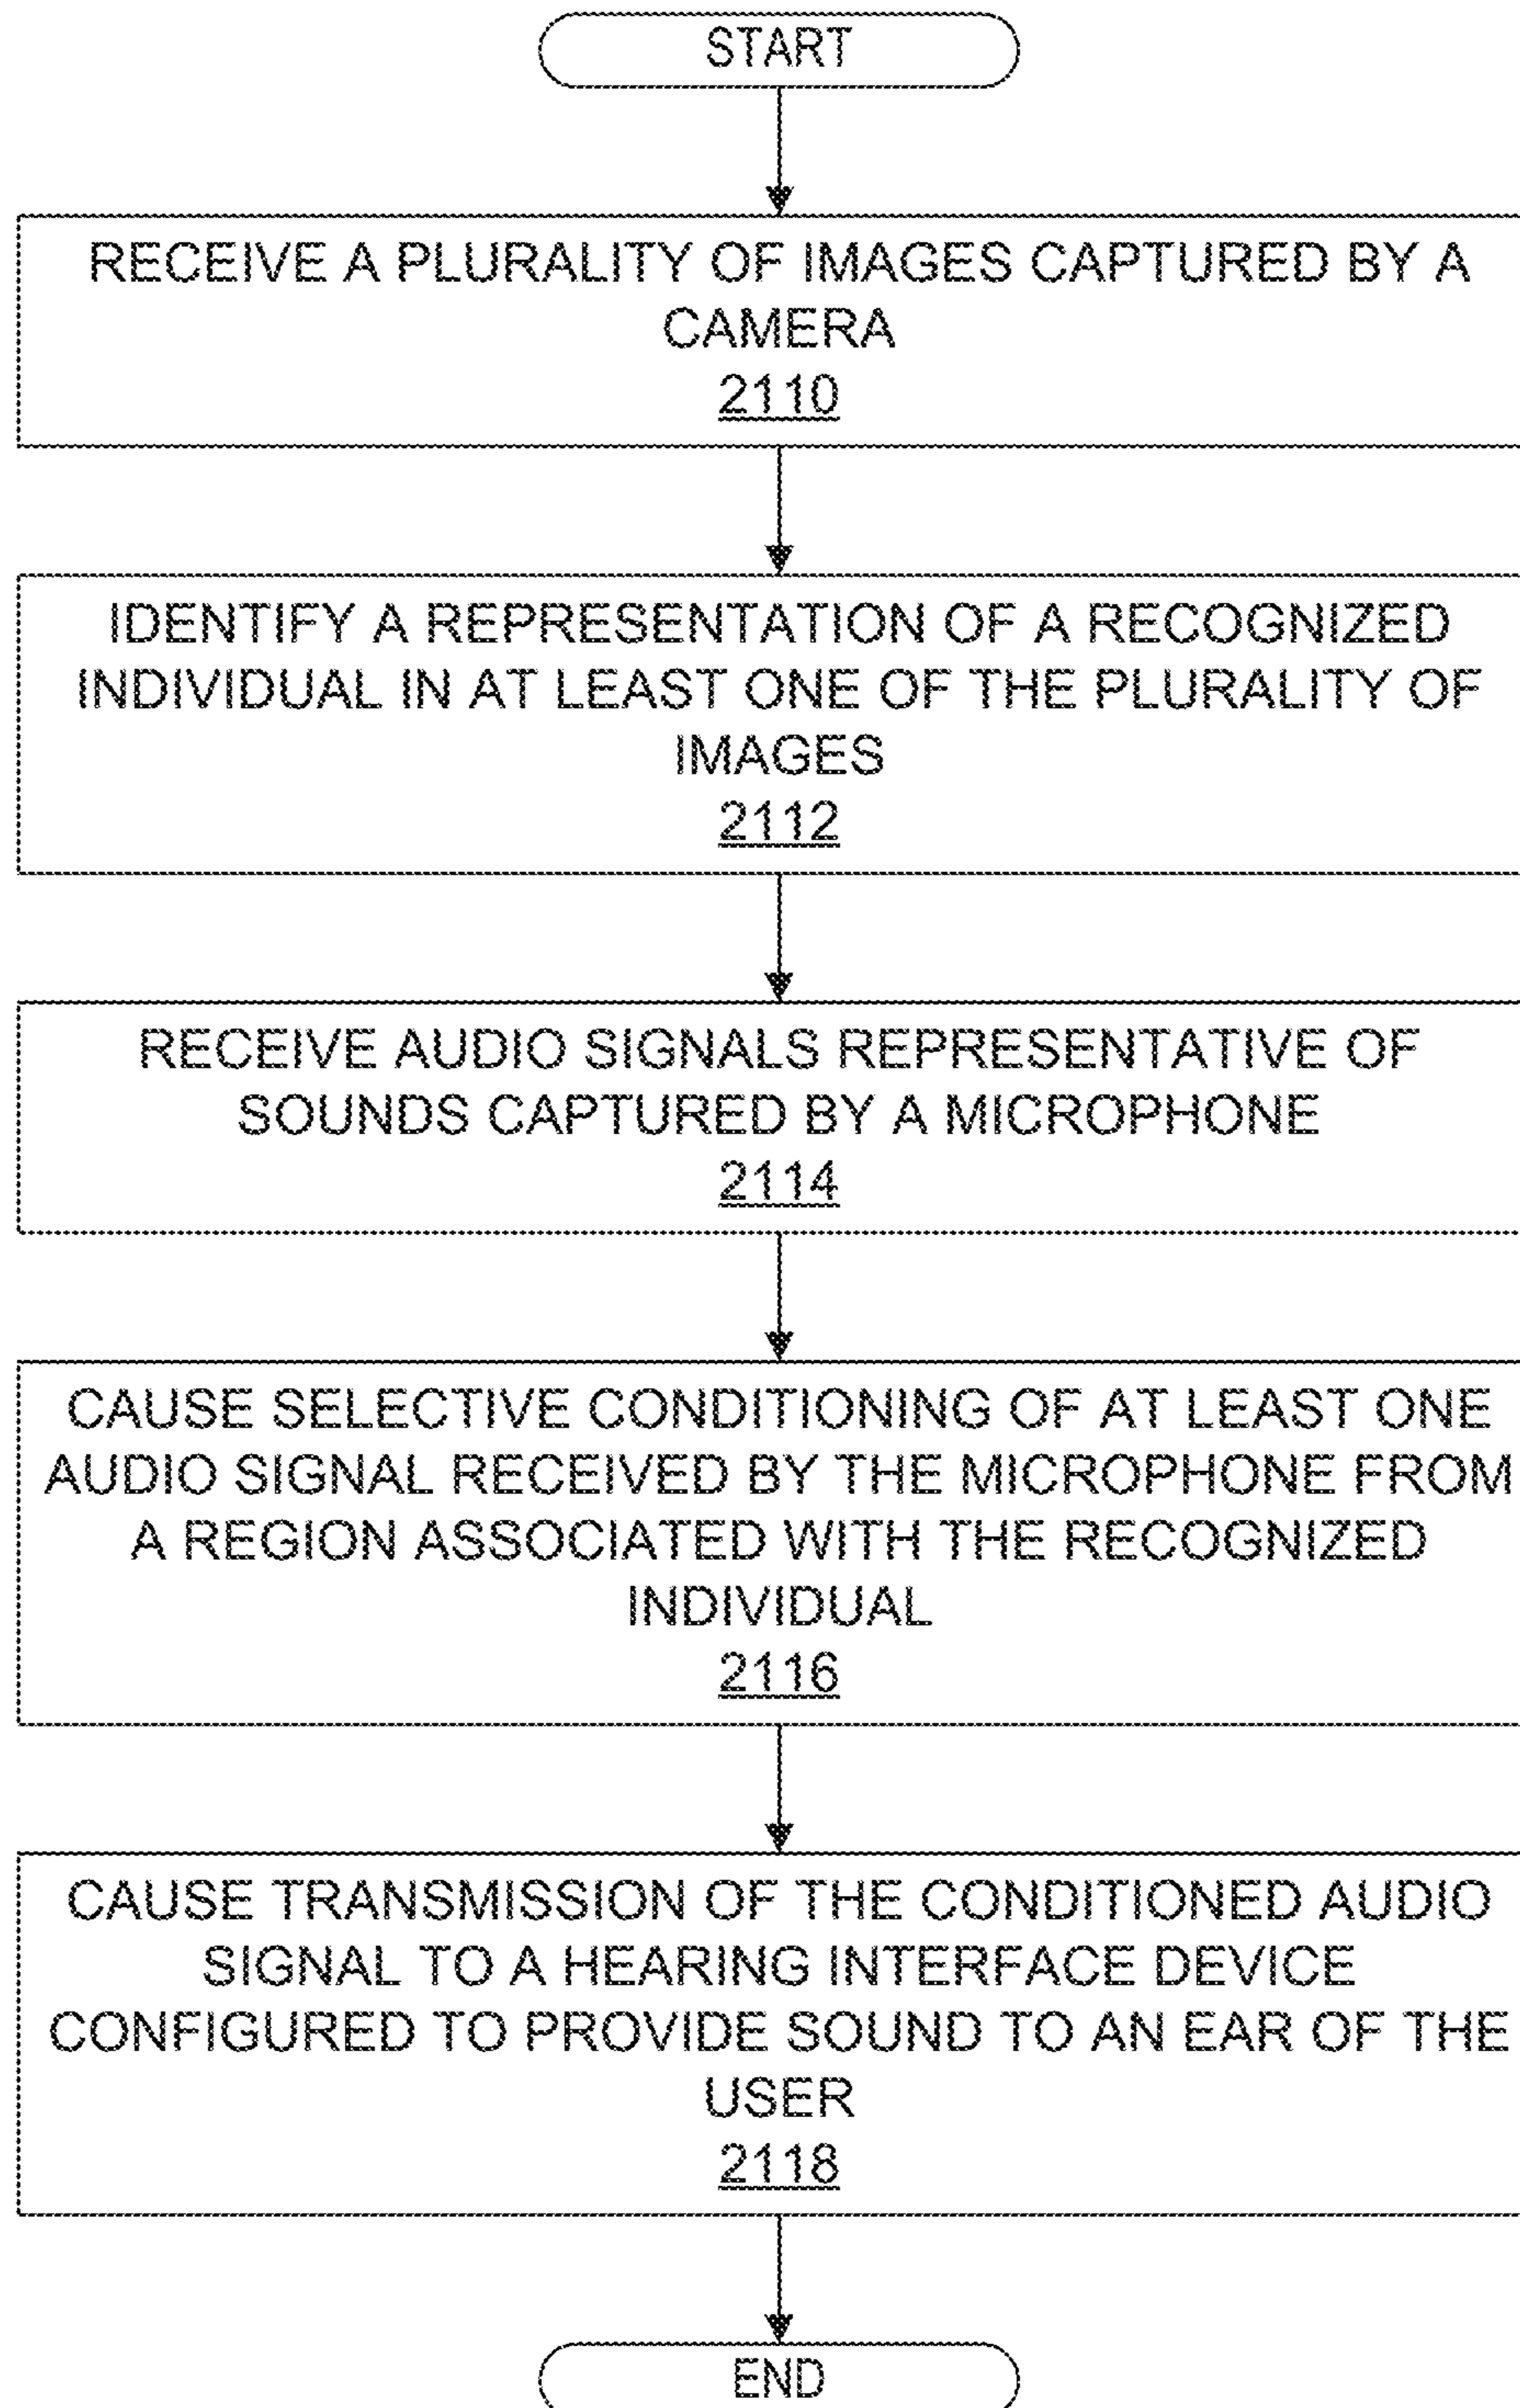 START
RECEIVE A PLURALITY OF IMAGES CAPTURED BY A
CAMERA
2110
IDENTIFY A REPRESENTATION OF A RECOGNIZED
INDIVIDUAL IN AT LEAST ONE OF THE PLURALITY OF
IMAGES
2112
RECEIVE AUDIO SIGNALS REPRESENTATIVE OF
SOUNDS CAPTURED BY A MICROPHONE
2114
CAUSE SELECTIVE CONDITIONING OF AT LEAST ONE
AUDIO SIGNAL RECEIVED BY THE MICROPHONE FROM
A REGION ASSOCIATED WITH THE RECOGNIZED
INDIVIDUAL
2116
CAUSE TRANSMISSION OF THE CONDITIONED AUDIO
SIGNAL TO A HEARING INTERFACE DEVICE
CONFIGURED TO PROVIDE SOUND TO AN EAR OF THE
USER
2118
END